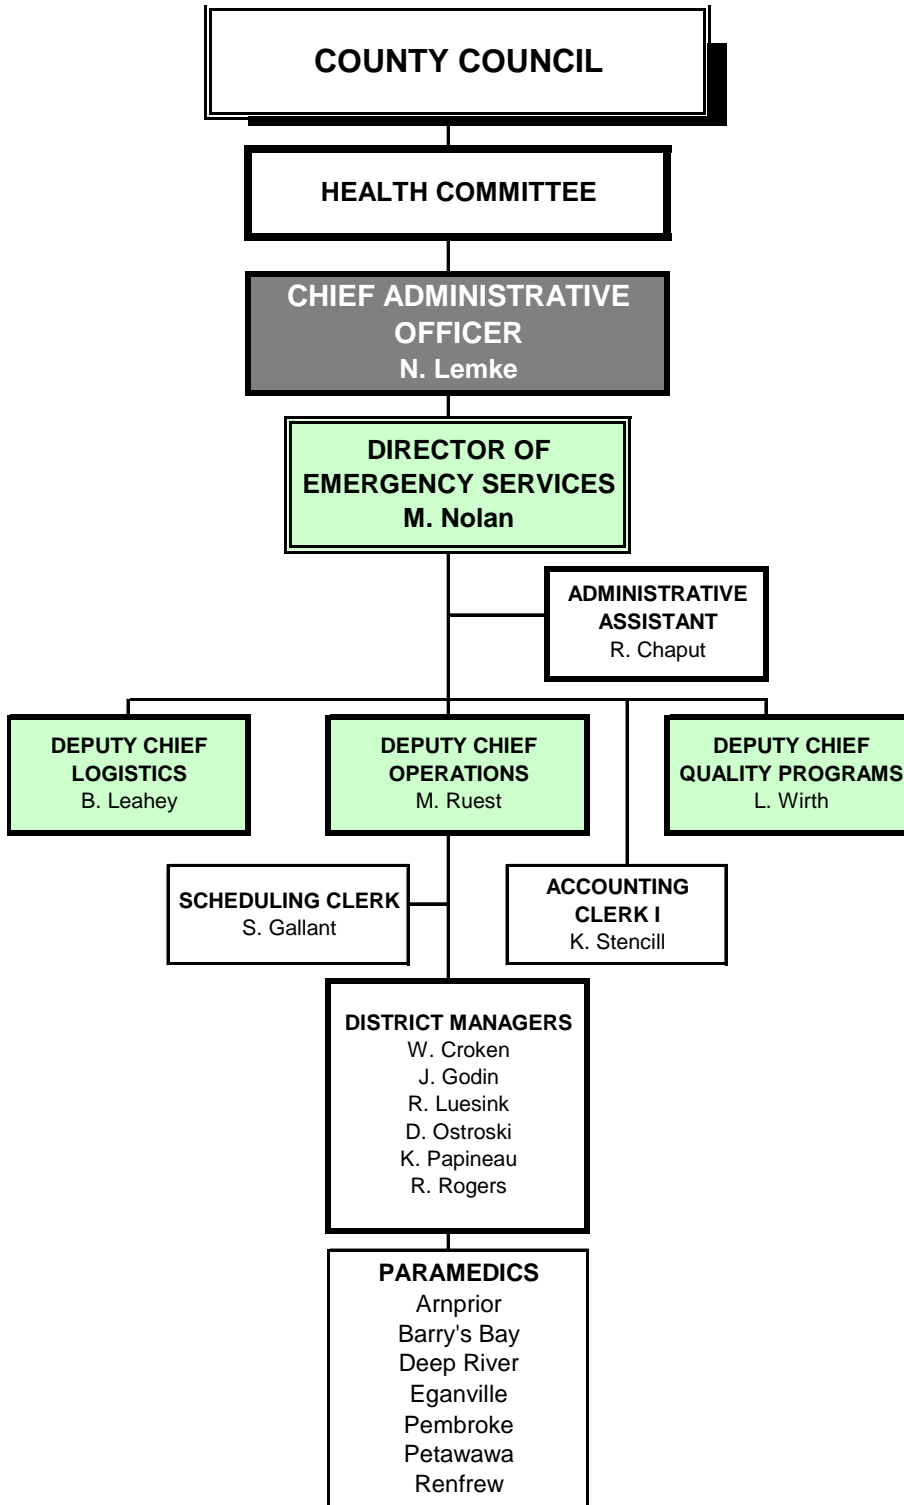 COUNTY COUNCIL
HEALTH COMMITTEE
CHIEF ADMINISTRATIVE
OFFICER
N. Lemke
DIRECTOR OF
EMERGENCY SERVICES
M. Nolan
ADMINISTRATIVE
ASSISTANT
R. Chaput
DEPUTY CHIEF
LOGISTICS
B. Leahey
DEPUTY CHIEF
OPERATIONS
M. Ruest
DEPUTY CHIEF
QUALITY PROGRAMS
L. Wirth
SCHEDULING CLERK
S. Gallant
ACCOUNTING
CLERK I
K. Stencill
DISTRICT MANAGERS
W. Croken
J. Godin
R. Luesink
D. Ostroski
K. Papineau
R. Rogers
PARAMEDICS
Arnprior
Barry's Bay
Deep River
Eganville
Pembroke
Petawawa
Renfrew